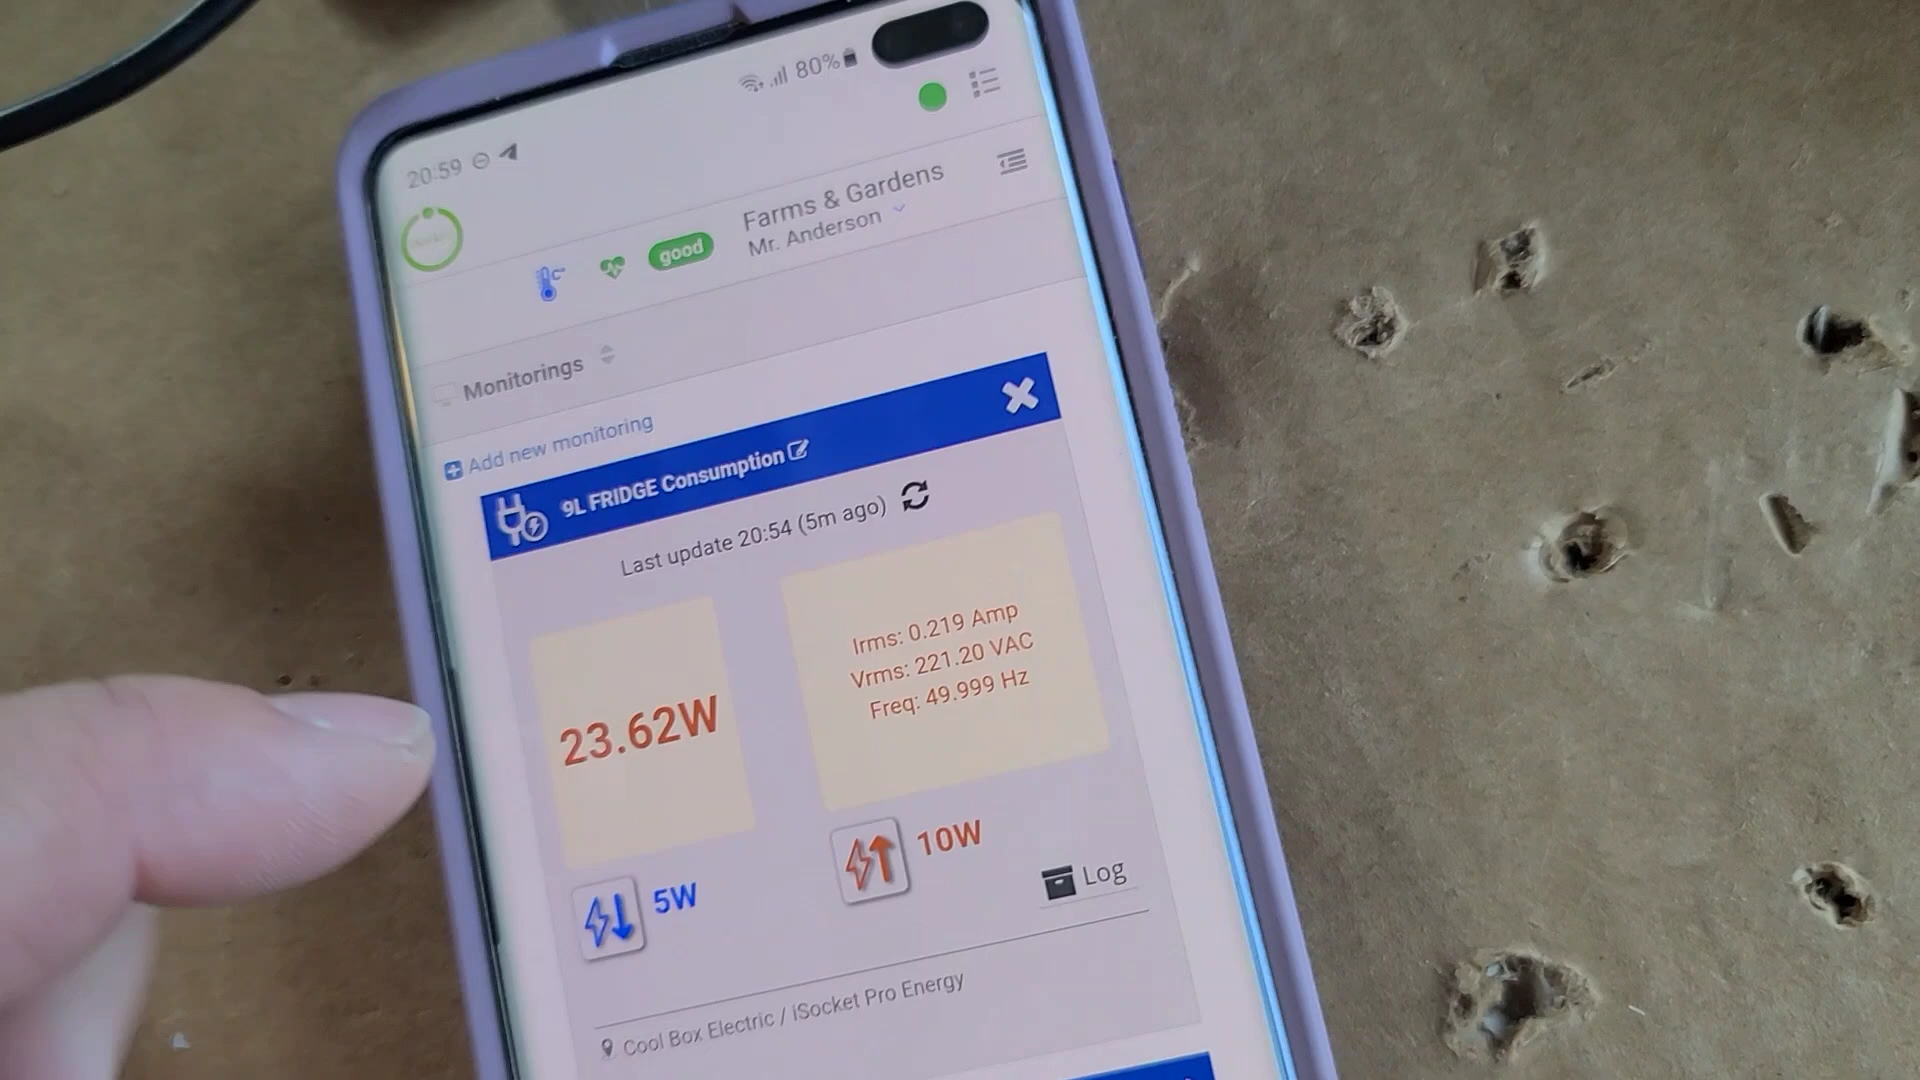 20:59
80%
Farms & Gardens
good
Mr. Anderson
Monitorings
Add new monitoring
9L FRIDGE Consumption
Last update 20:54 (5m ago)
Irms: 0.219 Amp
Vrms: 221.20 VAC
Freq: 49.999 Hz
23.62W
5W
10W
Log
Cool Box Electric / iSocket Pro Energy